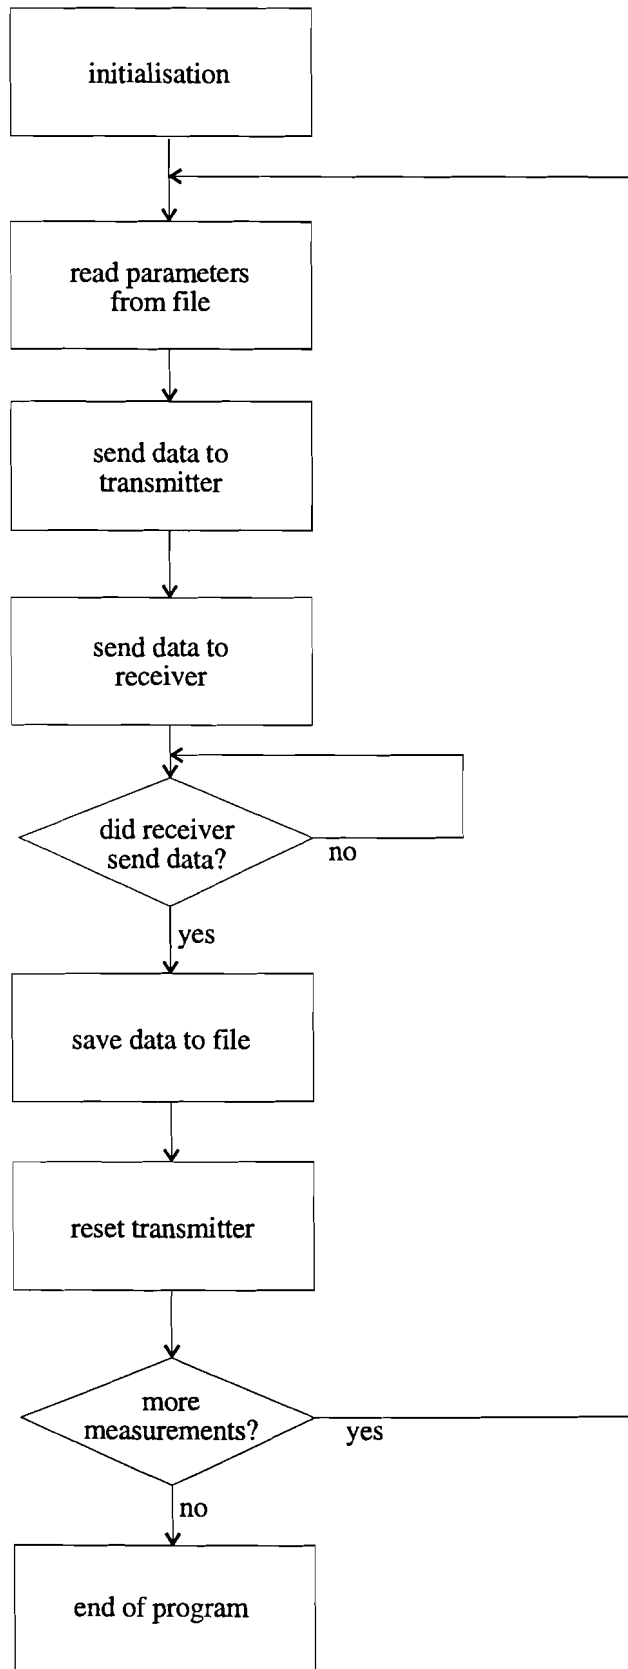 initialisation
read parameters
from file
send data to
transmitter
send data to
receiver
did receiver
send data?
no
yes
save data to file
reset transmitter
more
measurements?
yes
no
end of program